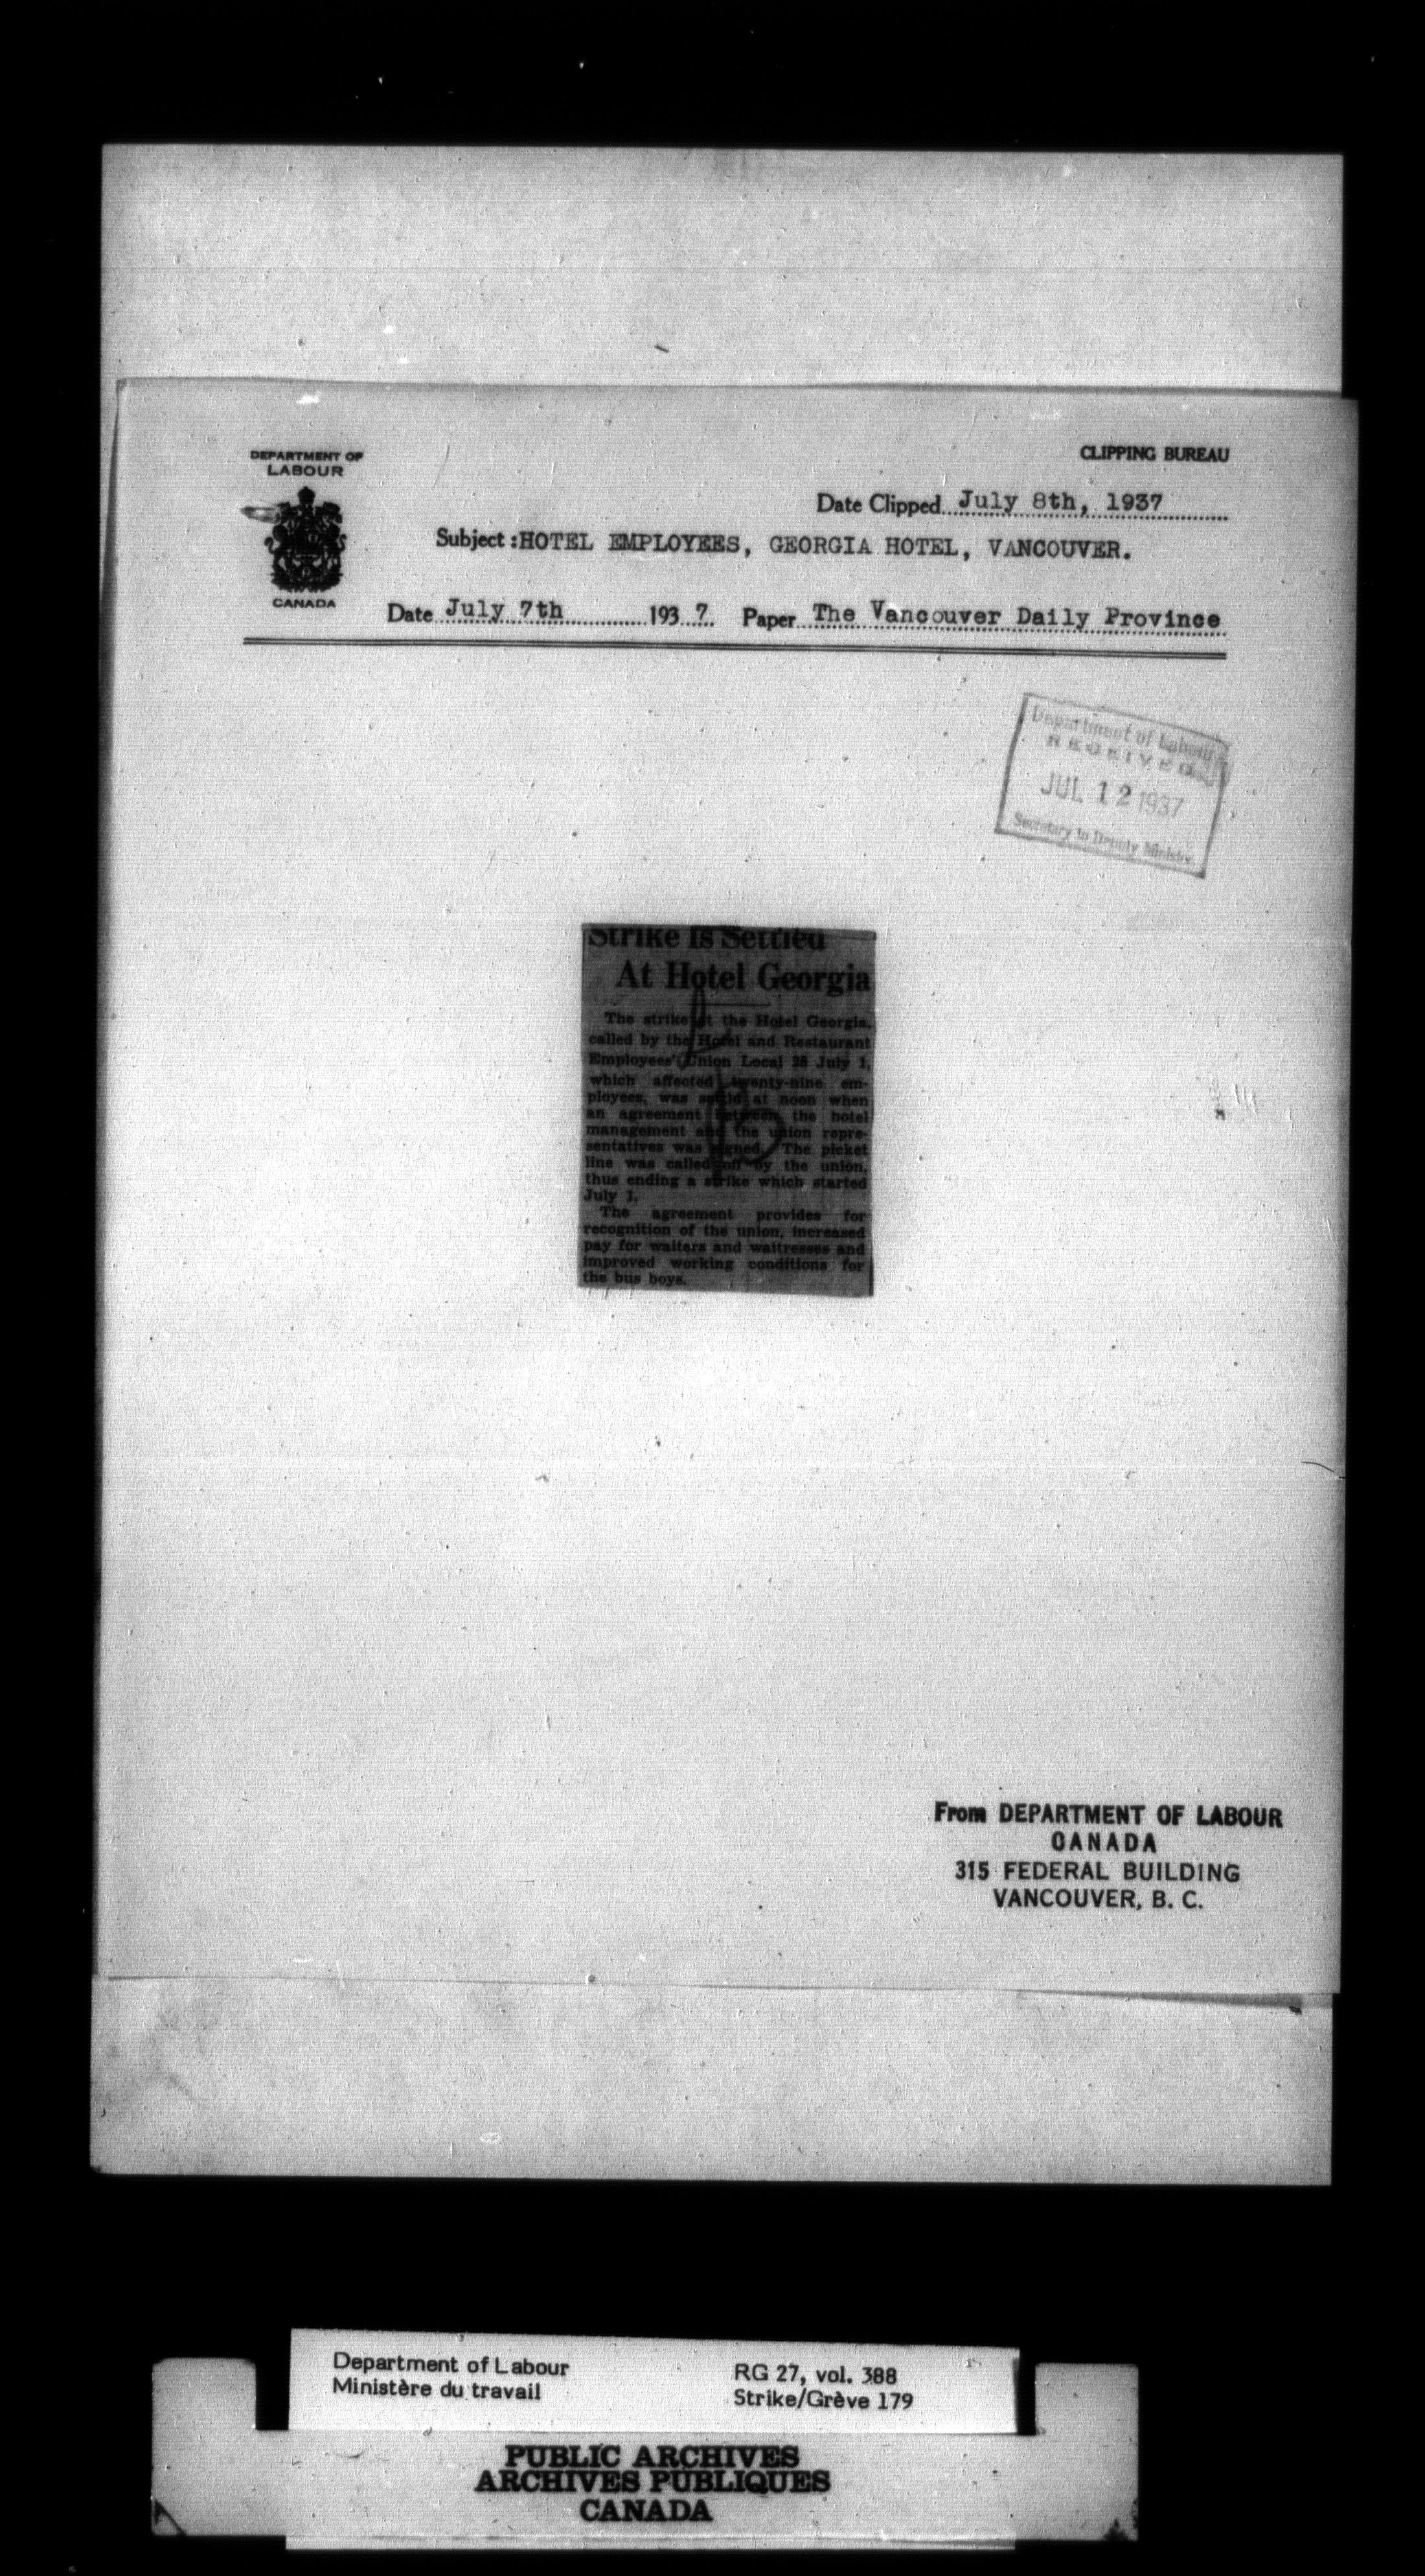 DEPARTMENT OF
LABOUR
CANADA
CLIPPING BUREAU
Date Clipped July 8th, 1937
Subject: HOTEL EMPLOYEES, GEORGIA HOTEL, VANCOUVER.
Date July 7th 193 7. Paper The Vancouver Daily Province
Department of Labour
RECEIVED
JUL 12 1937
Secretary to Deputy Minister
Strike Is Settled
At Hotel Georgia
The strike at the Hotel Georgia,
called by the Hotel and Restaurant
Employees' Union Local 28 July 1,
which affected twenty-nine em-
ployees, was settld at noon when
an agreement between the hotel
management and the union repre-
sentatives was signed. The picket
line was called off by the union,
thus ending a strike which started
July 1.
The agreement provides for
recognition of the union, increased
pay for waiters and waitresses and
improved working conditions for
the bus boys.
From DEPARTMENT OF LABOUR
CANADA
315 FEDERAL BUILDING
VANCOUVER, B. C.
Department of Labour
Ministère du travail
RG 27, vol. 388
Strike/Grève 179
PUBLIC ARCHIVES
ARCHIVES PUBLIQUES
CANADA